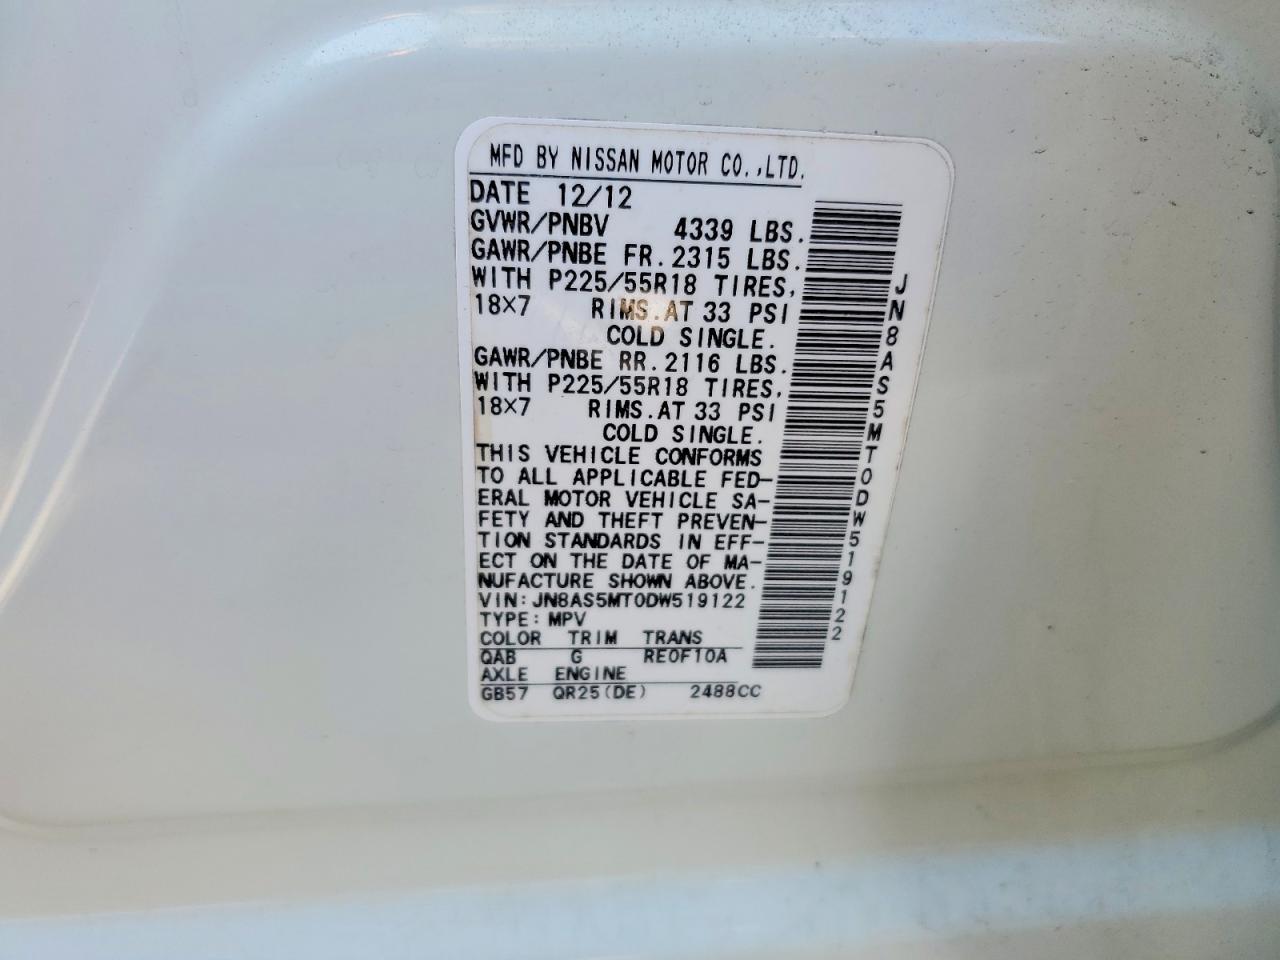 MFD BY NISSAN MOTOR CO.,LTD.
DATE 12/12
GVWR/PNBV 4339 LBS.
GAWR/PNBE FR.2315 LBS.
WITH P225/55R18 TIRES,
18×7 RIMS.AT 33 PSI
COLD SINGLE.
GAWR/PNBE RR.2116 LBS.
WITH P225/55R18 TIRES,
18×7 RIMS.AT 33 PSI
COLD SINGLE.
THIS VEHICLE CONFORMS
TO ALL APPLICABLE FED-
ERAL MOTOR VEHICLE SA-
FETY AND THEFT PREVEN-
TION STANDARDS IN EFF-
ECT ON THE DATE OF MA-
NUFACTURE SHOWN ABOVE.
VIN:JN8AS5MT0DW519122
TYPE:MPV
COLOR TRIM TRANS
QAB G RE0F10A
AXLE ENGINE
GB57 QR25(DE) 2488CC
JN8AS5MT0DW519122